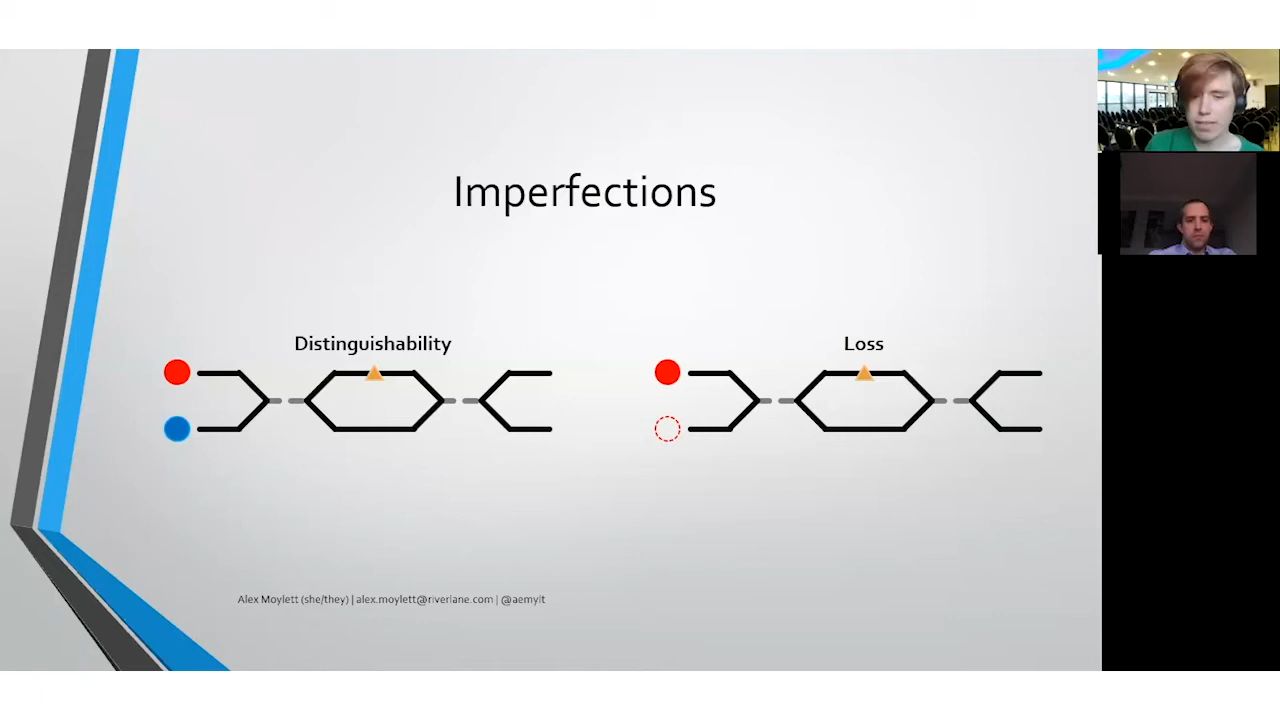 Imperfections
Distinguishability
Loss
Alex Moylett (she/they) | alex.moylett@riverlane.com | @aemylt